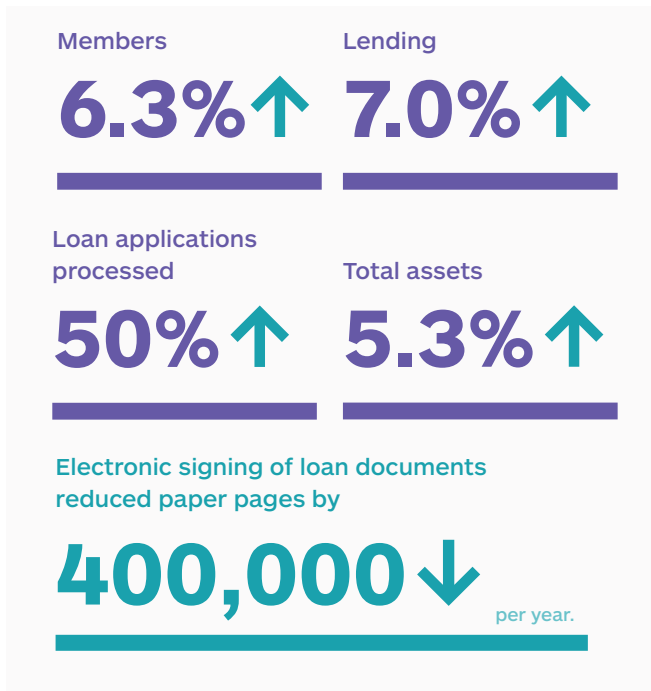 Members
6.3%↑
Lending
7.0%↑
Loan applications
processed
50%↑
Total assets
5.3%↑
Electronic signing of loan documents
reduced paper pages by
400,000↓
per year.